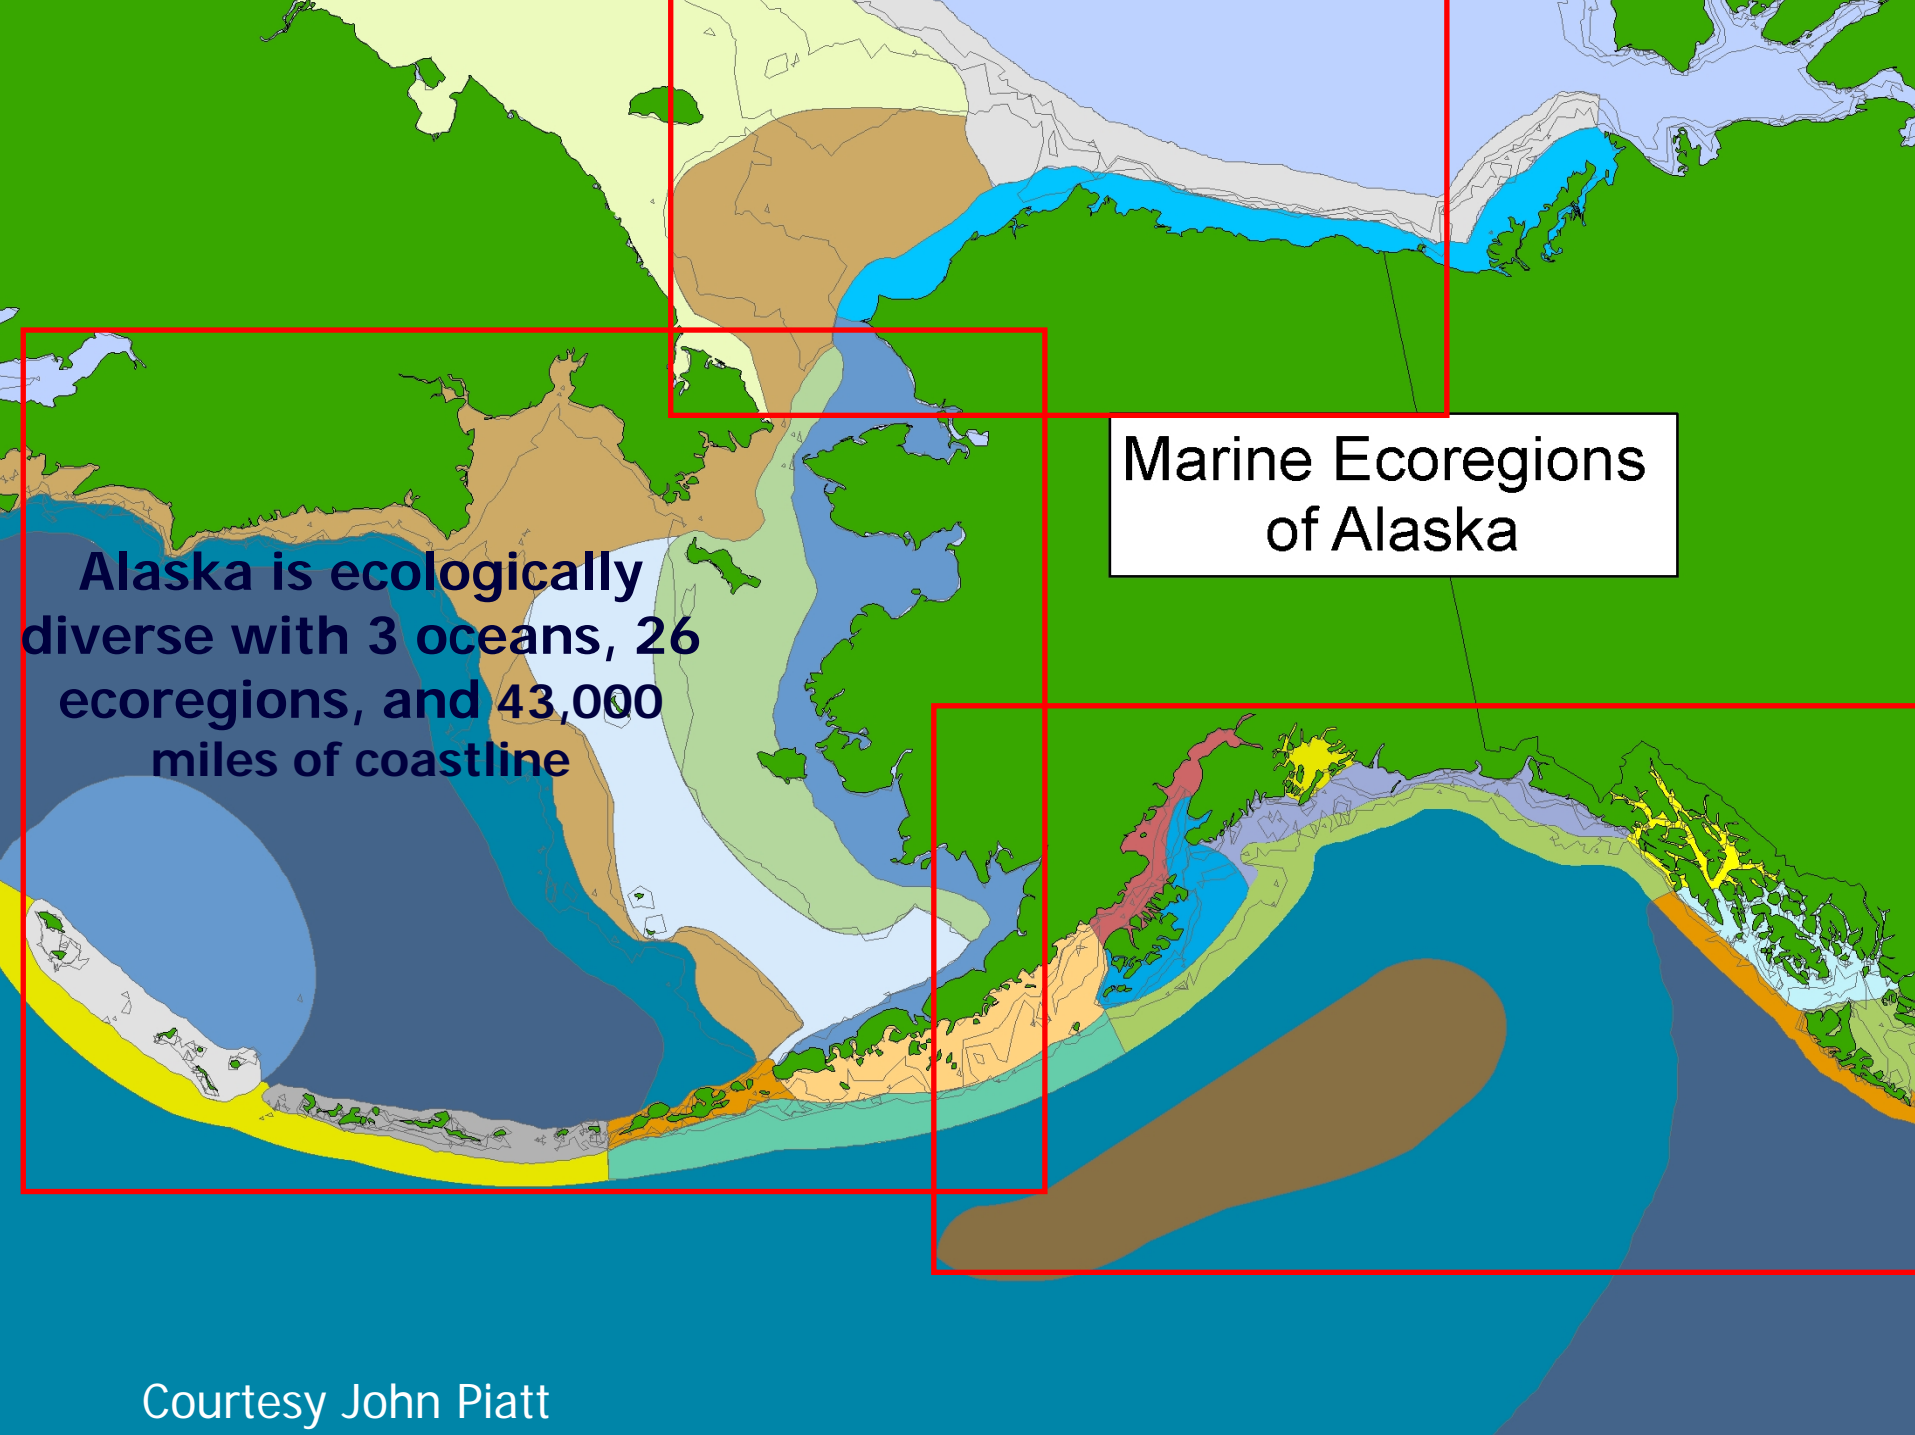 Marine Ecoregions
of Alaska
Alaska is ecologically
diverse with 3 oceans, 26
ecoregions, and 43,000
miles of coastline
Courtesy John Piatt